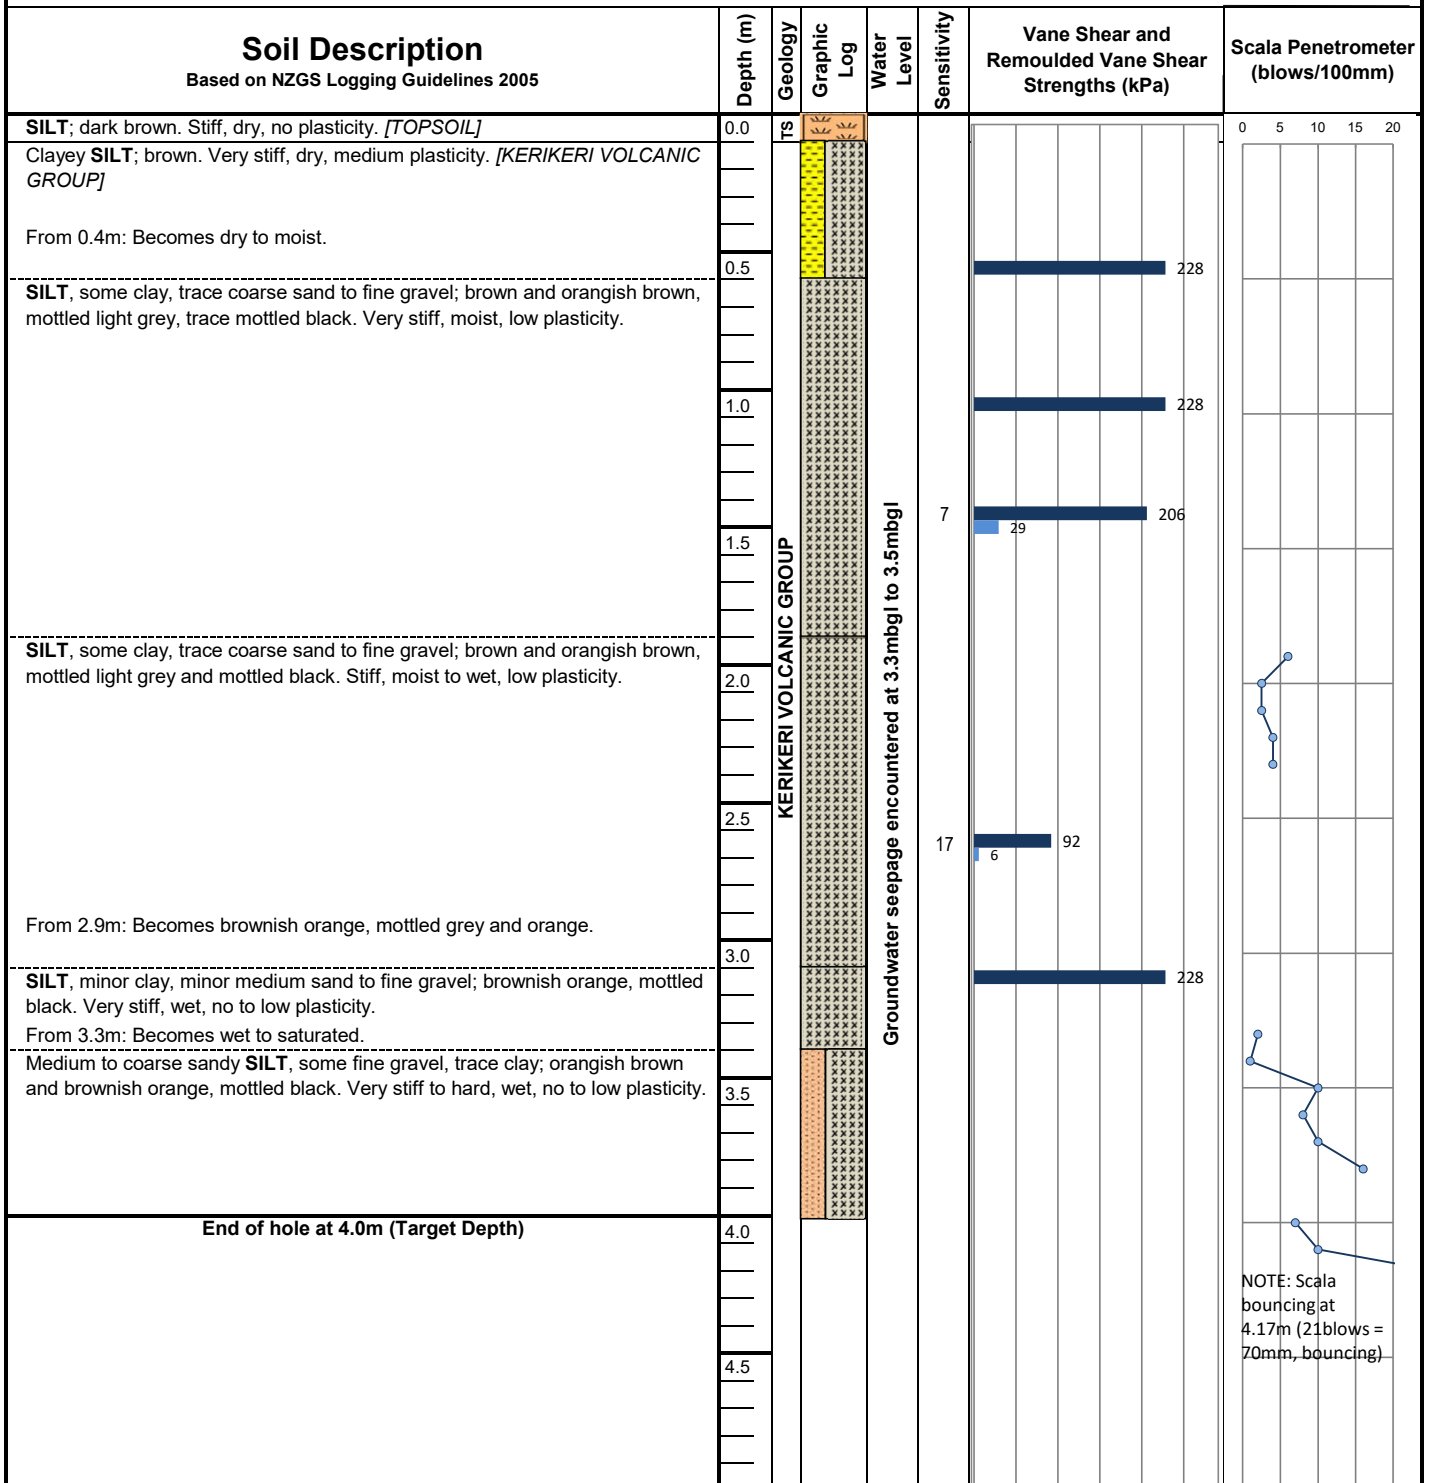 Soil Description
Based on NZGS Logging Guidelines 2005
Depth (m)
Geology
Graphic
Log
Water
Level
Sensitivity
Vane Shear and
Remoulded Vane Shear
Strengths (kPa)
Scala Penetrometer
(blows/100mm)
SILT; dark brown. Stiff, dry, no plasticity. [TOPSOIL]
0.0
TS
0 5 10 15 20
Clayey SILT; brown. Very stiff, dry, medium plasticity. [KERIKERI VOLCANIC
GROUP]
From 0.4m: Becomes dry to moist.
0.5
228
SILT, some clay, trace coarse sand to fine gravel; brown and orangish brown,
mottled light grey, trace mottled black. Very stiff, moist, low plasticity.
1.0
228
7
206
29
1.5
KERIKERI VOLCANIC GROUP
Groundwater seepage encountered at 3.3mbgl to 3.5mbgl
SILT, some clay, trace coarse sand to fine gravel; brown and orangish brown,
mottled light grey and mottled black. Stiff, moist to wet, low plasticity.
2.0
2.5
17
92
6
From 2.9m: Becomes brownish orange, mottled grey and orange.
3.0
228
SILT, minor clay, minor medium sand to fine gravel; brownish orange, mottled
black. Very stiff, wet, no to low plasticity.
From 3.3m: Becomes wet to saturated.
Medium to coarse sandy SILT, some fine gravel, trace clay; orangish brown
and brownish orange, mottled black. Very stiff to hard, wet, no to low plasticity.
3.5
End of hole at 4.0m (Target Depth)
4.0
NOTE: Scala
bouncing at
4.17m (21blows =
70mm, bouncing)
4.5